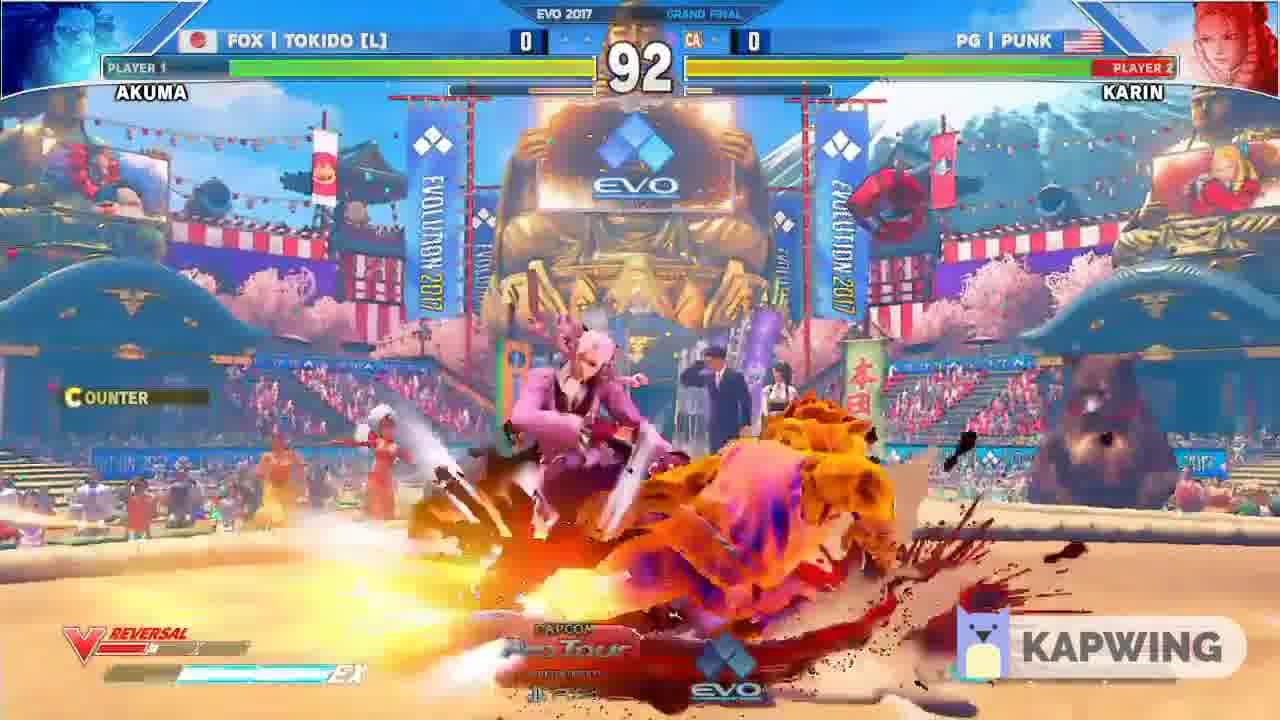 EVO 2017 GRAND FINAL
FOX | TOKIDO [L] 0 92 CA 0 PG | PUNK
PLAYER 1 PLAYER 2
AKUMA KARIN
EVO
EVOLUTION 2017
EVOLUTION 2017
COUNTER
REVERSAL
EX
CAPCOM
PRO TOUR
EVO
KAPWING